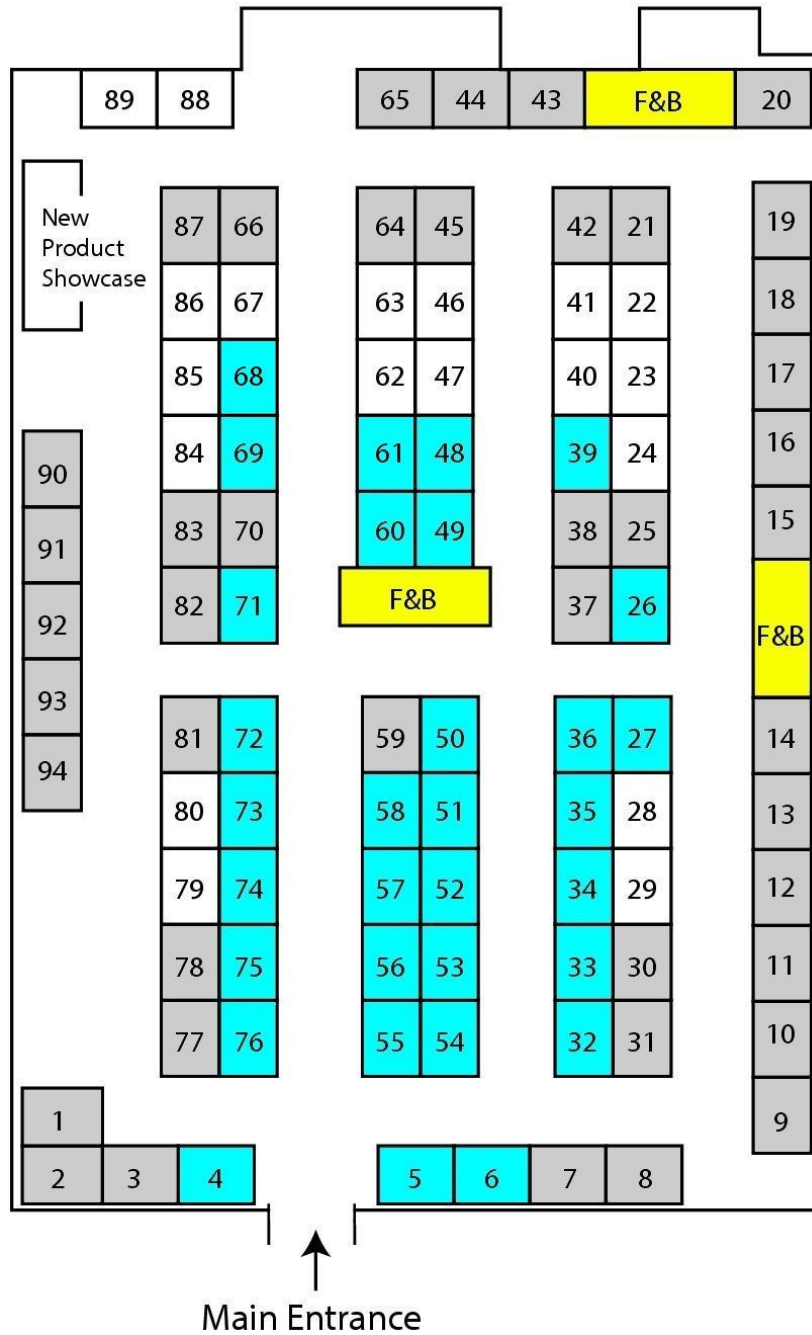 89 88 65 44 43 F&B 20
New
Product
Showcase
87 66 64 45 42 21 19
86 67 63 46 41 22 18
85 68 62 47 40 23 17
84 69 61 48 39 24 16
90 83 70 60 49 38 25 15
91 82 71 F&B 37 26 F&B
92
93
94 81 72 59 50 36 27 14
80 73 58 51 35 28 13
79 74 57 52 34 29 12
78 75 56 53 33 30 11
77 76 55 54 32 31 10
1 9
2 3 4 5 6 7 8
Main Entrance